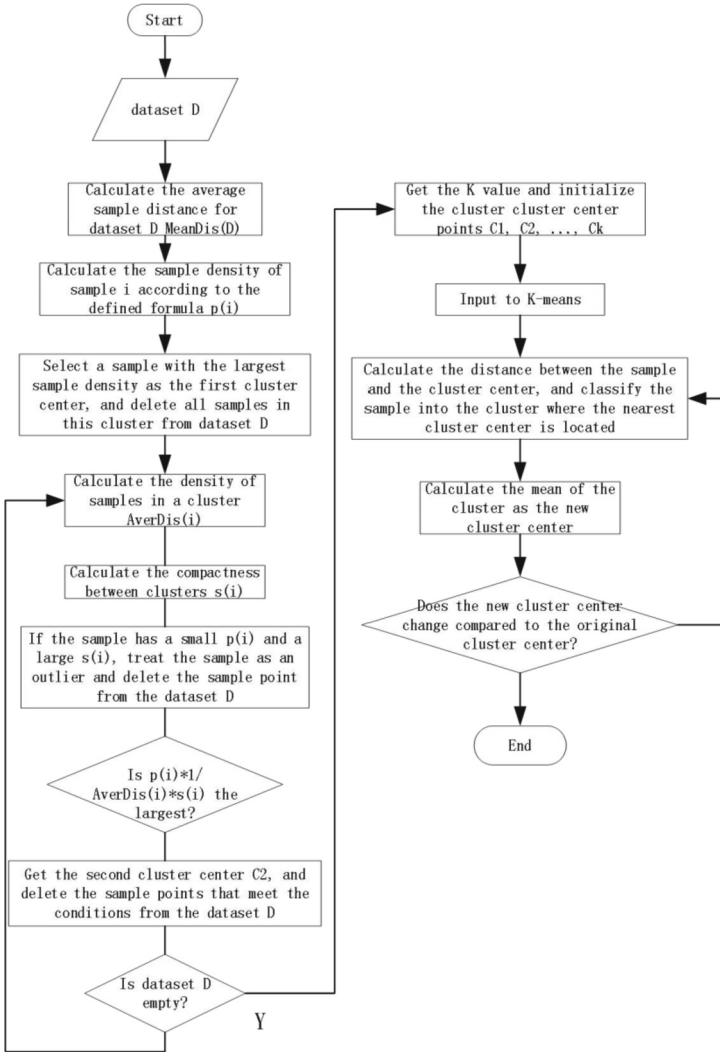 Start
dataset D
Calculate the average
sample distance for
dataset D MeanDis(D)
Calculate the sample density of
sample i according to the
defined formula p(i)
Select a sample with the largest
sample density as the first cluster
center, and delete all samples in
this cluster from dataset D
Calculate the density of
samples in a cluster
AverDis(i)
Calculate the compactness
between clusters s(i)
If the sample has a small p(i) and a
large s(i), treat the sample as an
outlier and delete the sample point
from the dataset D
Is p(i)*1/
AverDis(i)*s(i) the
largest?
Get the second cluster center C2, and
delete the sample points that meet the
conditions from the dataset D
Is dataset D
empty?
Y
Get the K value and initialize
the cluster cluster center
points C1, C2, ..., Ck
Input to K-means
Calculate the distance between the sample
and the cluster center, and classify the
sample into the cluster where the nearest
cluster center is located
Calculate the mean of the
cluster as the new
cluster center
Does the new cluster center
change compared to the original
cluster center?
End